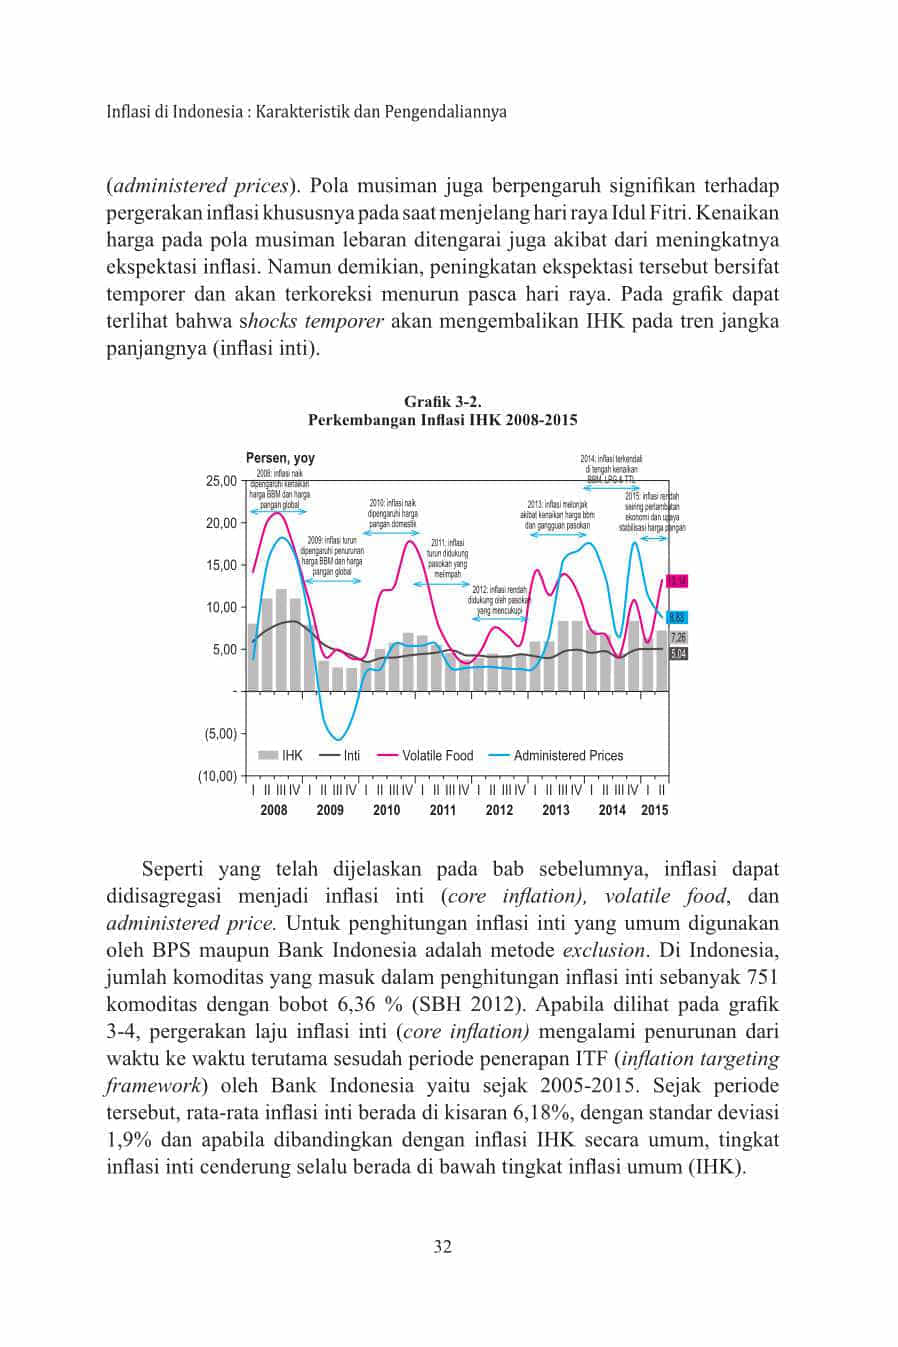 Inflasi di Indonesia : Karakteristik dan Pengendaliannya
(administered prices). Pola musiman juga berpengaruh signifikan terhadap
pergerakan inflasi khususnya pada saat menjelang hari raya Idul Fitri. Kenaikan
harga pada pola musiman lebaran ditengarai juga akibat dari meningkatnya
ekspektasi inflasi. Namun demikian, peningkatan ekspektasi tersebut bersifat
temporer dan akan terkoreksi menurun pasca hari raya. Pada grafik dapat
terlihat bahwa shocks temporer akan mengembalikan IHK pada tren jangka
panjangnya (inflasi inti).
Grafik 3-2.
Perkembangan Inflasi IHK 2008-2015
Persen, yoy
2008: inflasi naik
dipengaruhi kenaikan
harga BBM dan harga
pangan global
2009: inflasi turun
dipengaruhi penurunan
harga BBM dan harga
pangan global
2010: inflasi naik
dipengaruhi harga
pangan domestik
2011: inflasi
turun didukung
pasokan yang
melimpah
2012: inflasi rendah
didukung oleh pasokan
yang mencukupi
2013: inflasi melonjak
akibat kenaikan harga bbm
dan gangguan pasokan
2014: inflasi terkendali
di tengah kenaikan
BBM, LPG & TTL
2015: inflasi rendah
seiring perlambatan
ekonomi dan upaya
stabilisasi harga pangan
25,00
20,00
15,00
10,00
5,00
-
(5,00)
(10,00)
8,63
7,26
5,04
IHK Inti Volatile Food Administered Prices
I II III IV I II III IV I II III IV I II III IV I II III IV I II III IV I II III IV I II
2008 2009 2010 2011 2012 2013 2014 2015
Seperti yang telah dijelaskan pada bab sebelumnya, inflasi dapat
didisagregasi menjadi inflasi inti (core inflation), volatile food, dan
administered price. Untuk penghitungan inflasi inti yang umum digunakan
oleh BPS maupun Bank Indonesia adalah metode exclusion. Di Indonesia,
jumlah komoditas yang masuk dalam penghitungan inflasi inti sebanyak 751
komoditas dengan bobot 6,36 % (SBH 2012). Apabila dilihat pada grafik
3-4, pergerakan laju inflasi inti (core inflation) mengalami penurunan dari
waktu ke waktu terutama sesudah periode penerapan ITF (inflation targeting
framework) oleh Bank Indonesia yaitu sejak 2005-2015. Sejak periode
tersebut, rata-rata inflasi inti berada di kisaran 6,18%, dengan standar deviasi
1,9% dan apabila dibandingkan dengan inflasi IHK secara umum, tingkat
inflasi inti cenderung selalu berada di bawah tingkat inflasi umum (IHK).
32